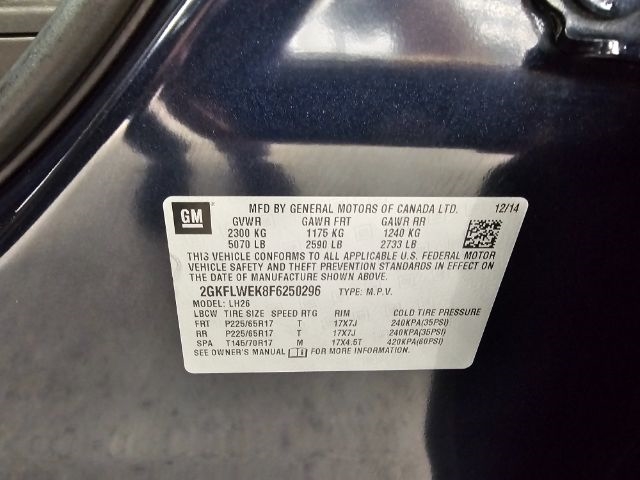 GM
MFD BY GENERAL MOTORS OF CANADA LTD. 12/14
GVWR GAWR FRT GAWR RR
2300 KG 1175 KG 1240 KG
5070 LB 2590 LB 2733 LB
THIS VEHICLE CONFORMS TO ALL APPLICABLE U.S. FEDERAL MOTOR
VEHICLE SAFETY AND THEFT PREVENTION STANDARDS IN EFFECT ON
THE DATE OF MANUFACTURE SHOWN ABOVE.
2GKFLWEK8F6250296 TYPE: M.P.V.
MODEL: LH26
LBCW TIRE SIZE SPEED RTG RIM COLD TIRE PRESSURE
FRT P225/65R17 T 17X7J 240KPA(35PSI)
RR P225/65R17 T 17X7J 240KPA(35PSI)
SPA T145/70R17 M 17X4.5T 420KPA(60PSI)
SEE OWNER'S MANUAL FOR MORE INFORMATION.